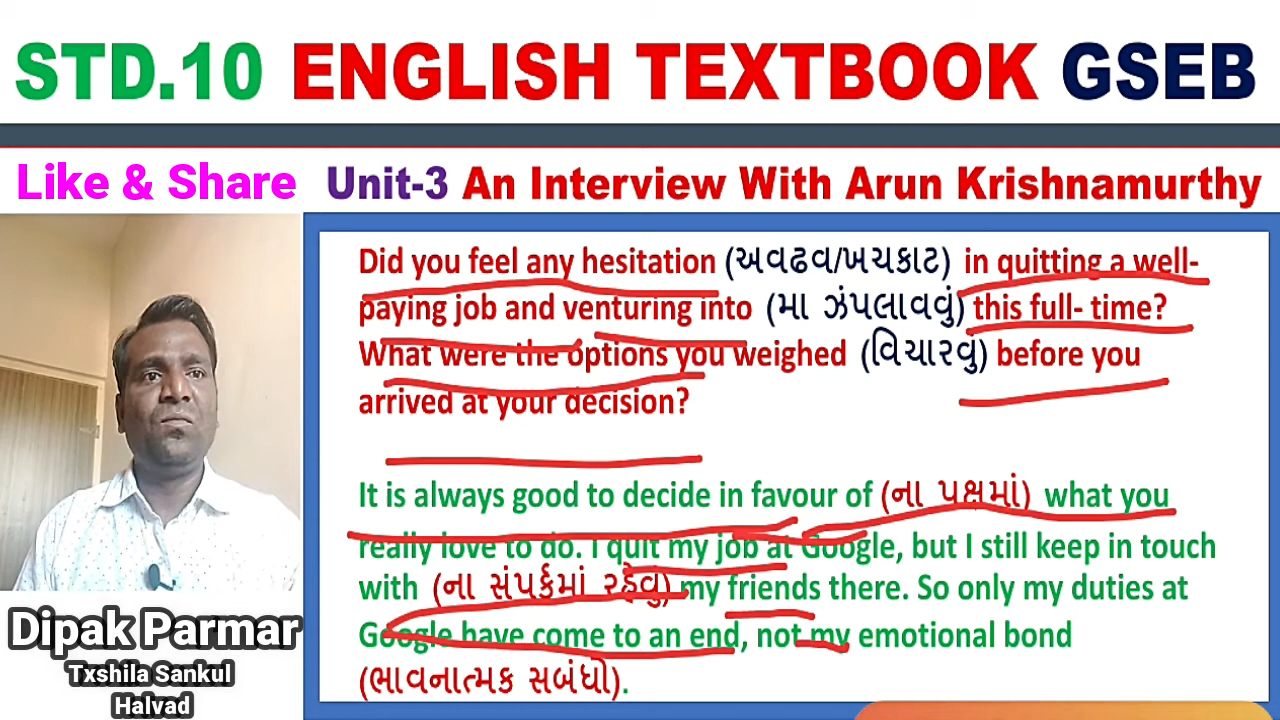 STD.10 ENGLISH TEXTBOOK GSEB
Like & Share Unit-3 An Interview With Arun Krishnamurthy
Did you feel any hesitation (અવઢવ/ખચકાટ) in quitting a well-
paying job and venturing into (મા ઝંપલાવવું) this full- time?
What were the options you weighed (વિચારવું) before you
arrived at your decision?
It is always good to decide in favour of (ના પક્ષમાં) what you
really love to do. I quit my job at Google, but I still keep in touch
with (ના સંપર્કમાં રહેવું) my friends there. So only my duties at
Google have come to an end, not my emotional bond
(ભાવનાત્મક સબંધો).
Dipak Parmar
Txshila Sankul
Halvad